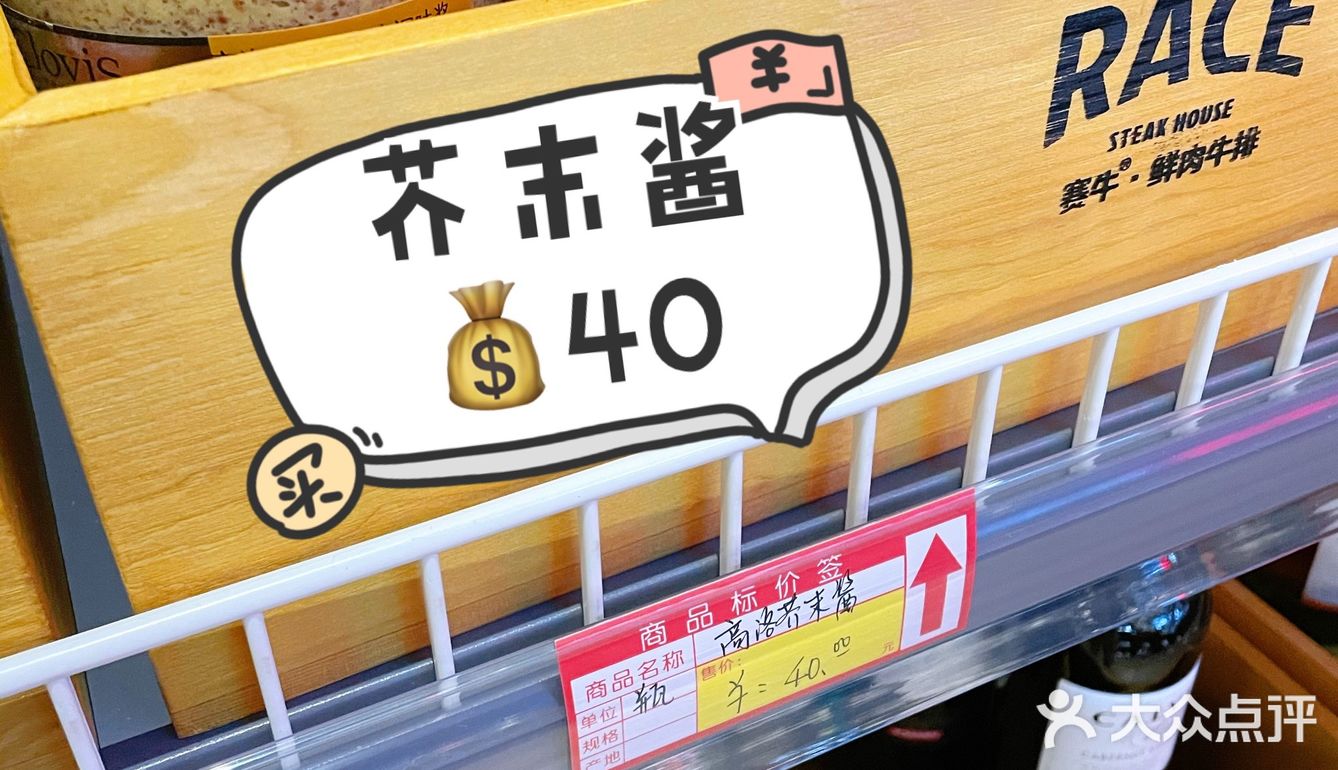 lovis
RACE
STEAK HOUSE
赛牛®·鲜肉牛排
¥
芥末酱
$ 40
买
商品标价签
商品名称 高洛芥末酱
单位 瓶
售价: ¥=40.00 元
规格
产地
大众点评